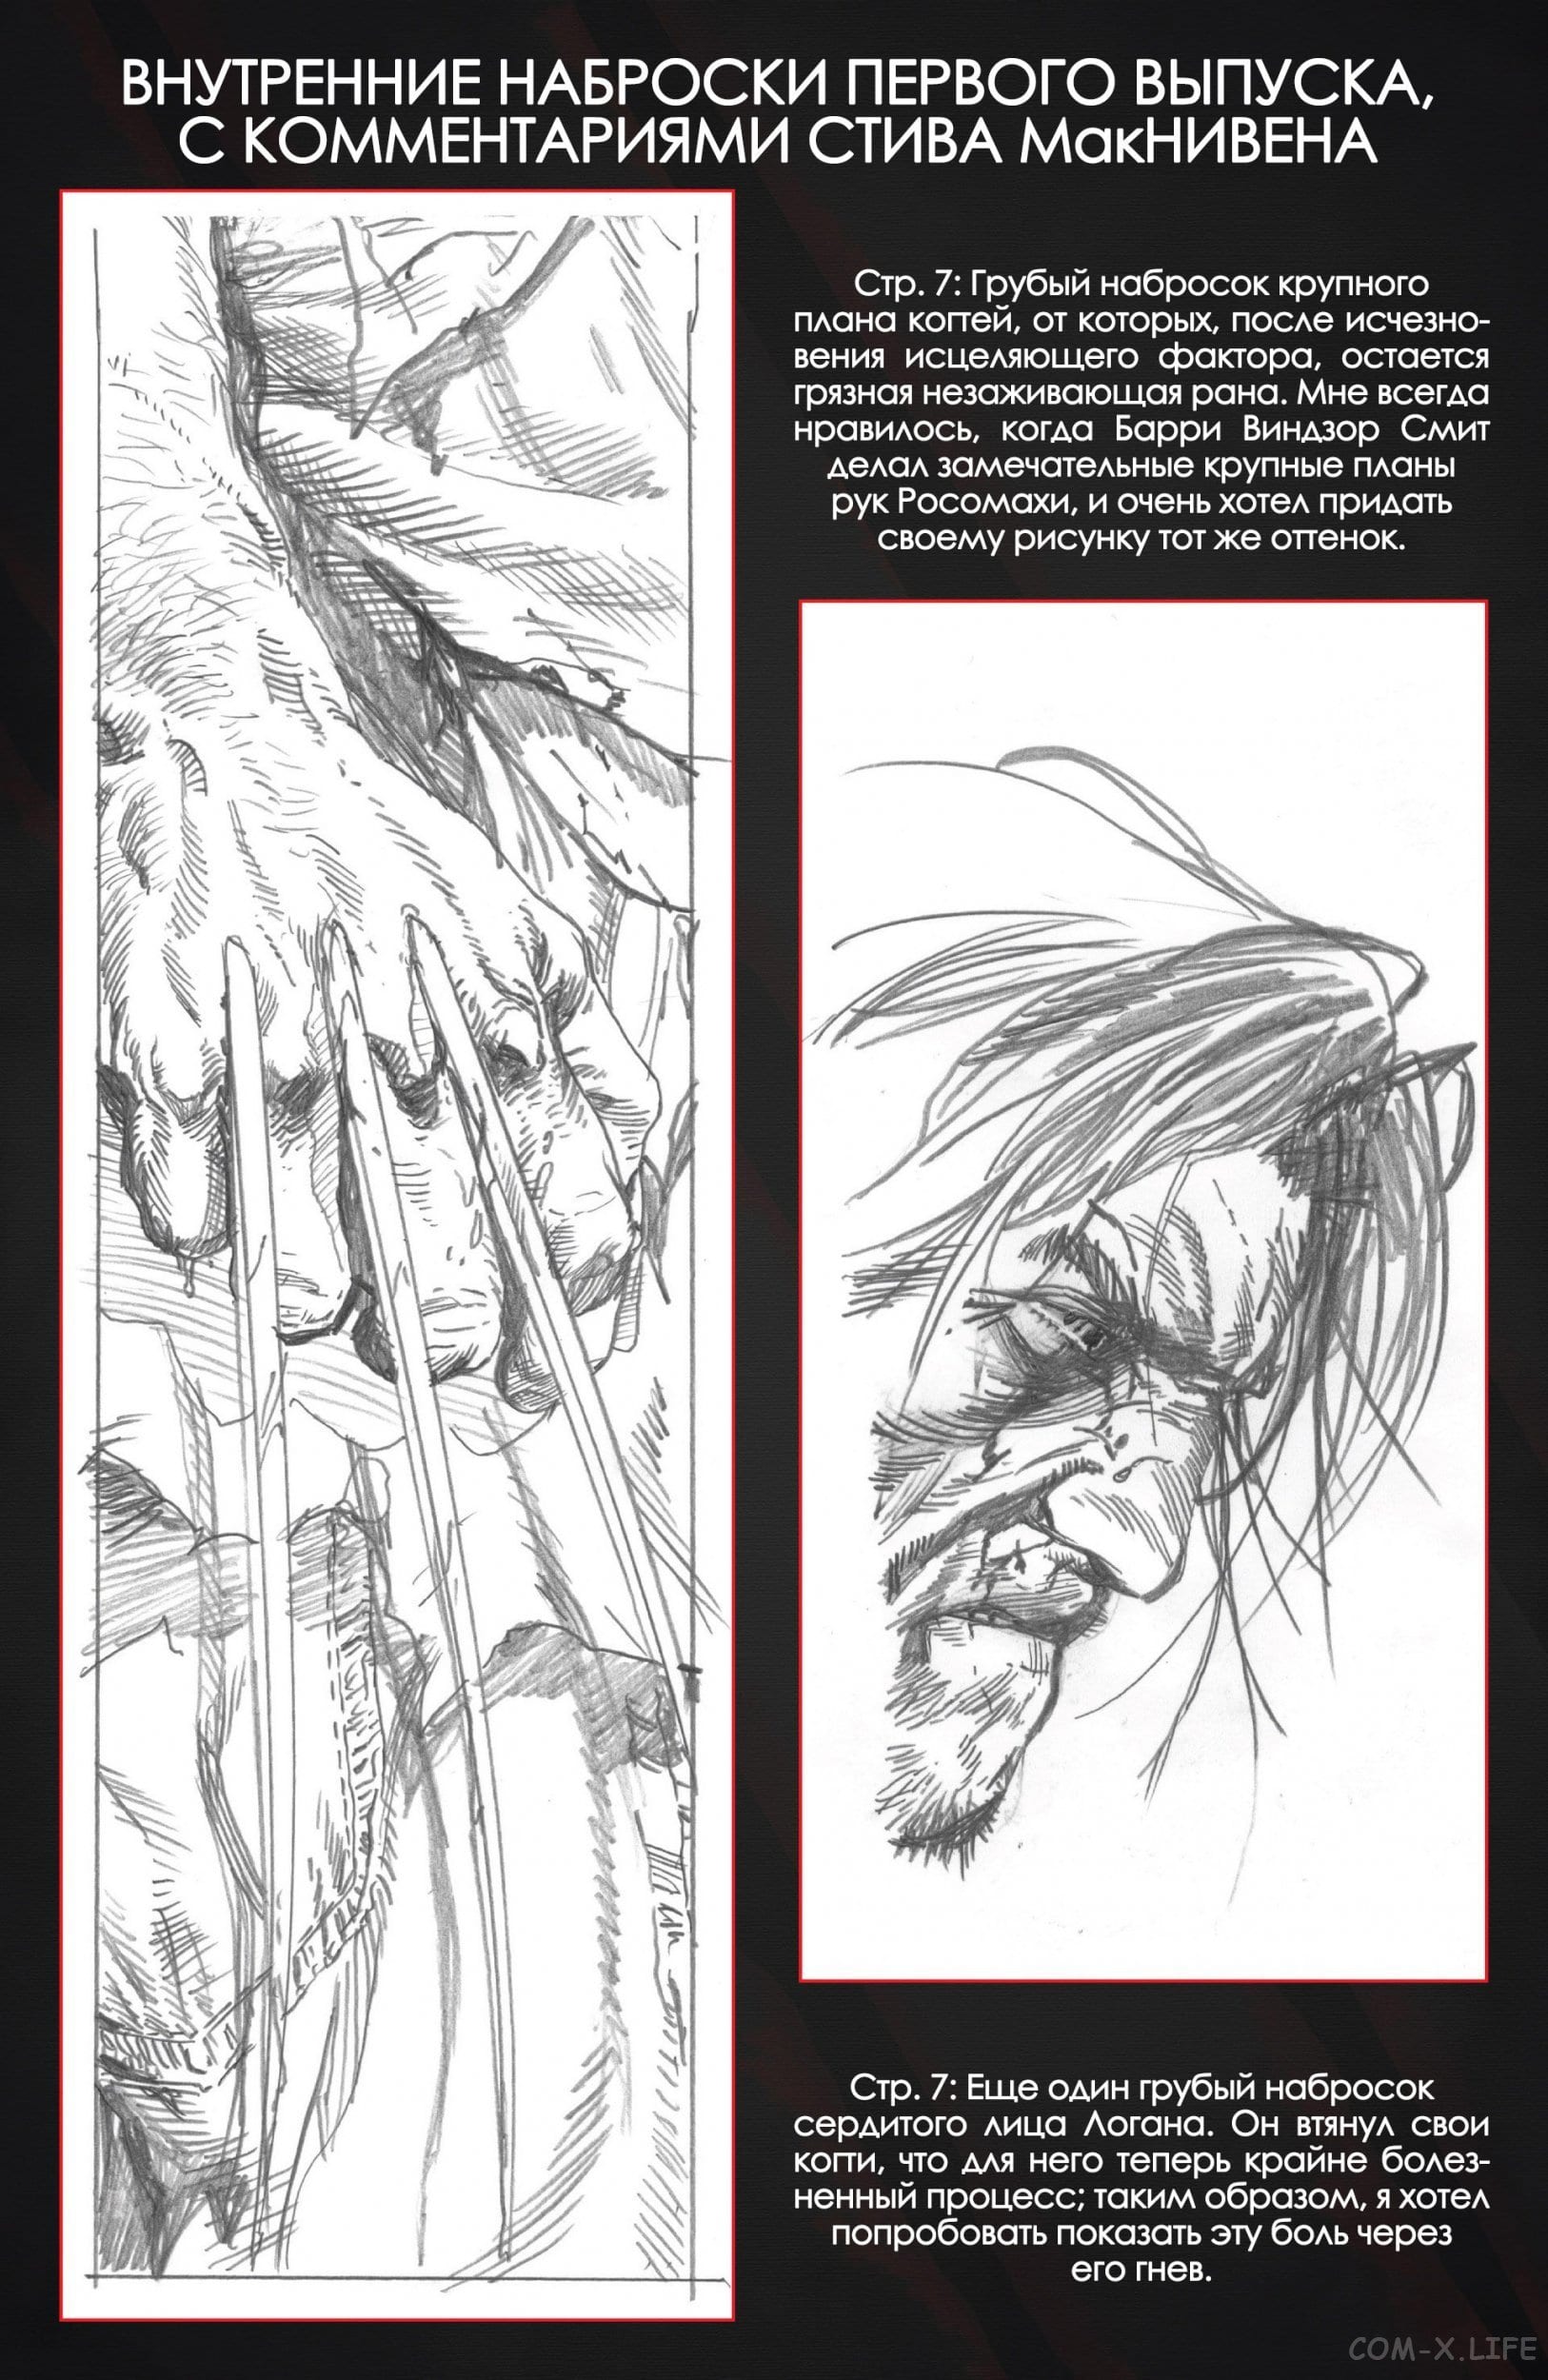 ВНУТРЕННИЕ НАБРОСКИ ПЕРВОГО ВЫПУСКА,
С КОММЕНТАРИЯМИ СТИВА МакНИВЕНА
Стр. 7: Грубый набросок крупного
плана когтей, от которых, после исчезно-
вения исцеляющего фактора, остается
грязная незаживающая рана. Мне всегда
нравилось, когда Барри Виндзор Смит
делал замечательные крупные планы
рук Росомахи, и очень хотел придать
своему рисунку тот же оттенок.
Стр. 7: Еще один грубый набросок
сердитого лица Логана. Он втянул свои
когти, что для него теперь крайне болез-
ненный процесс; таким образом, я хотел
попробовать показать эту боль через
его гнев.
COM-X.LIFE